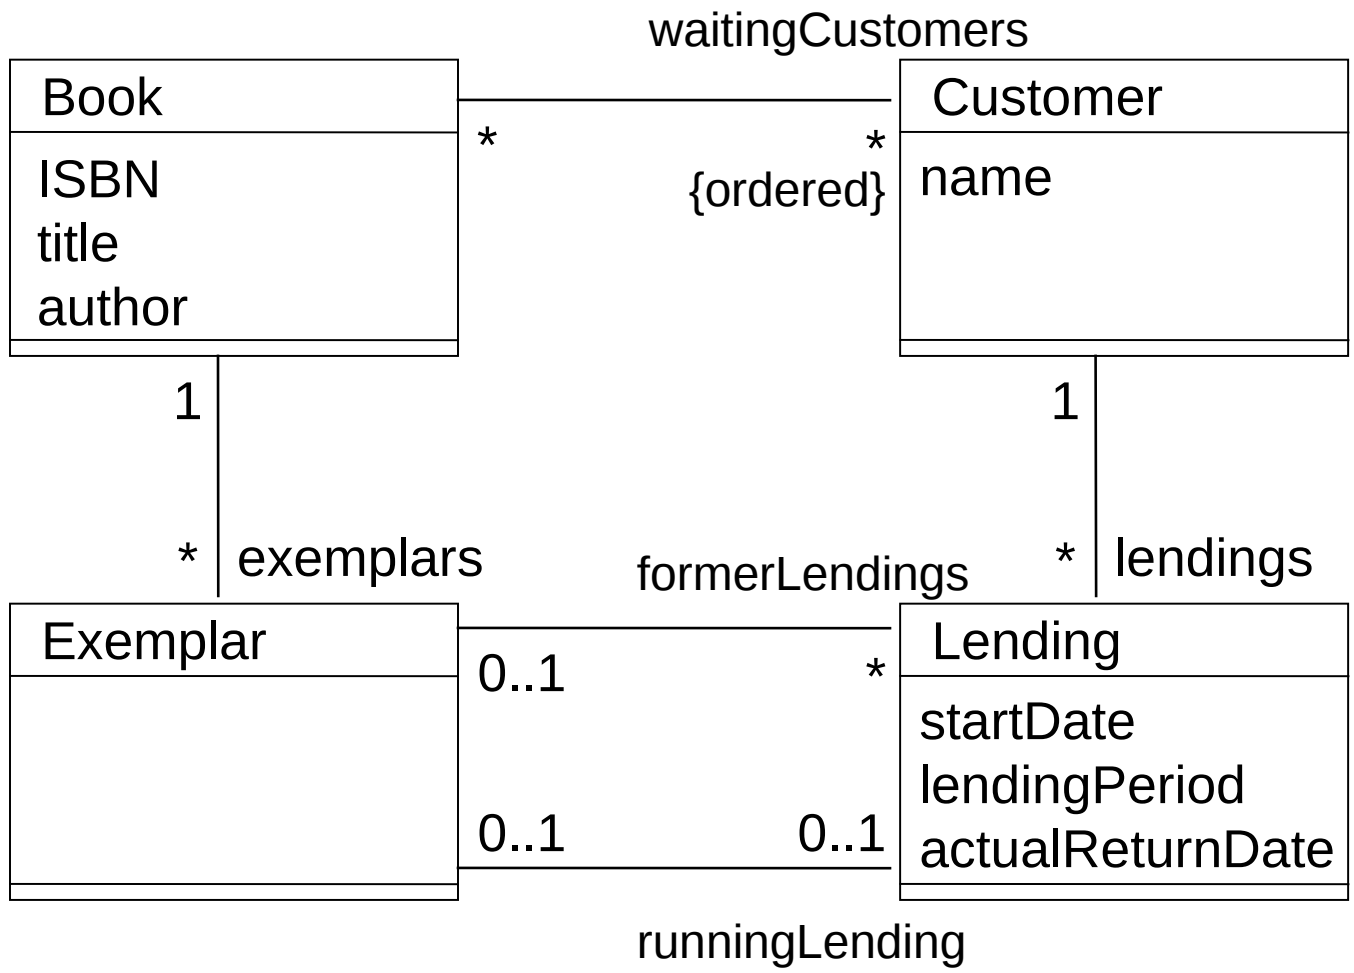 waitingCustomers
Book
Customer
*
*
{ordered}
ISBN
title
author
name
1
1
* exemplars
* lendings
formerLendings
Exemplar
Lending
0..1
*
startDate
lendingPeriod
actualReturnDate
0..1
0..1
runningLending